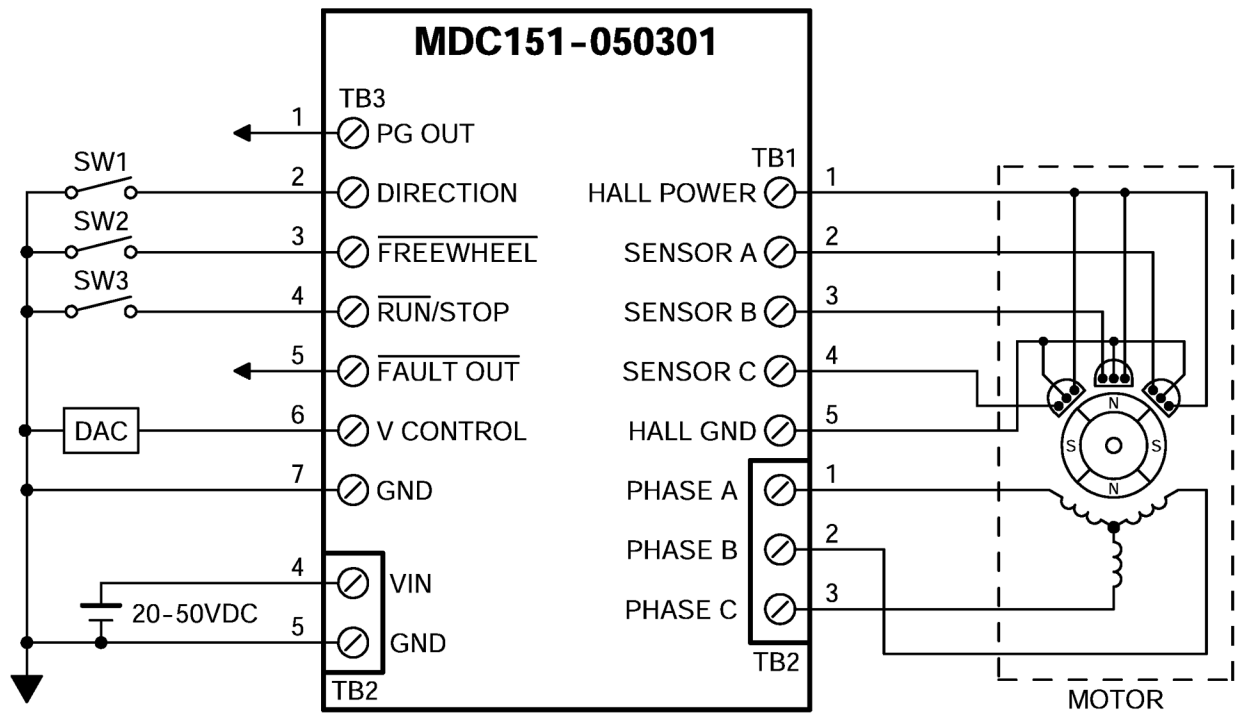 MDC151-050301
TB3
1 PG OUT
SW1 2 DIRECTION
SW2 3 FREEWHEEL
SW3 4 RUN/STOP
5 FAULT OUT
DAC 6 V CONTROL
7 GND
4 VIN
20-50VDC
5 GND
TB2
TB1
HALL POWER 1
SENSOR A 2
SENSOR B 3
SENSOR C 4
HALL GND 5
PHASE A 1
PHASE B 2
PHASE C 3
TB2
N
S S
N
MOTOR